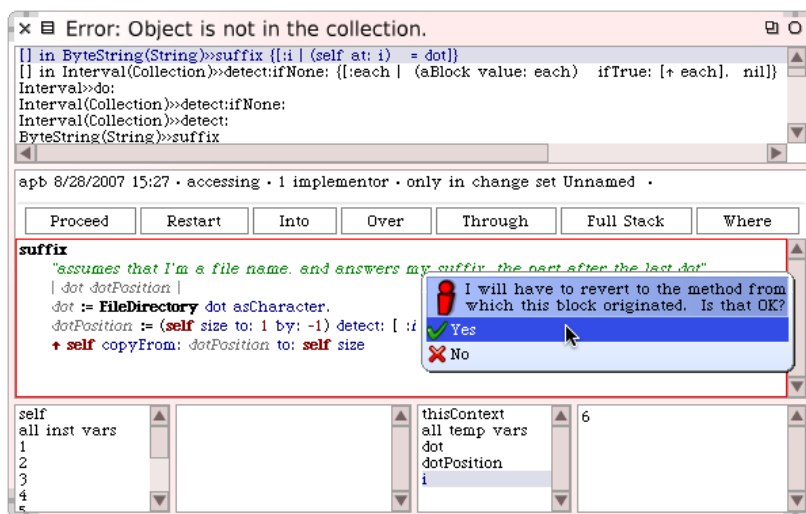 Error: Object is not in the collection.
[] in ByteString(String)>>suffix {[:i | (self at: i)  = dot]}
[] in Interval(Collection)>>detect:ifNone: {[:each | (aBlock value: each)  ifTrue: [↑ each].  nil]}
Interval>>do:
Interval(Collection)>>detect:ifNone:
Interval(Collection)>>detect:
ByteString(String)>>suffix
apb 8/28/2007 15:27 · accessing · 1 implementor · only in change set Unnamed ·
Proceed Restart Into Over Through Full Stack Where
suffix
"assumes that I'm a file name, and answers my suffix, the part after the last dot"
| dot dotPosition |
dot := FileDirectory dot asCharacter.
dotPosition := (self size to: 1 by: -1) detect: [ :i
↑ self copyFrom: dotPosition to: self size
I will have to revert to the method from
which this block originated.  Is that OK?
Yes
No
self
all inst vars
1
2
3
4
5
thisContext
all temp vars
dot
dotPosition
i
6